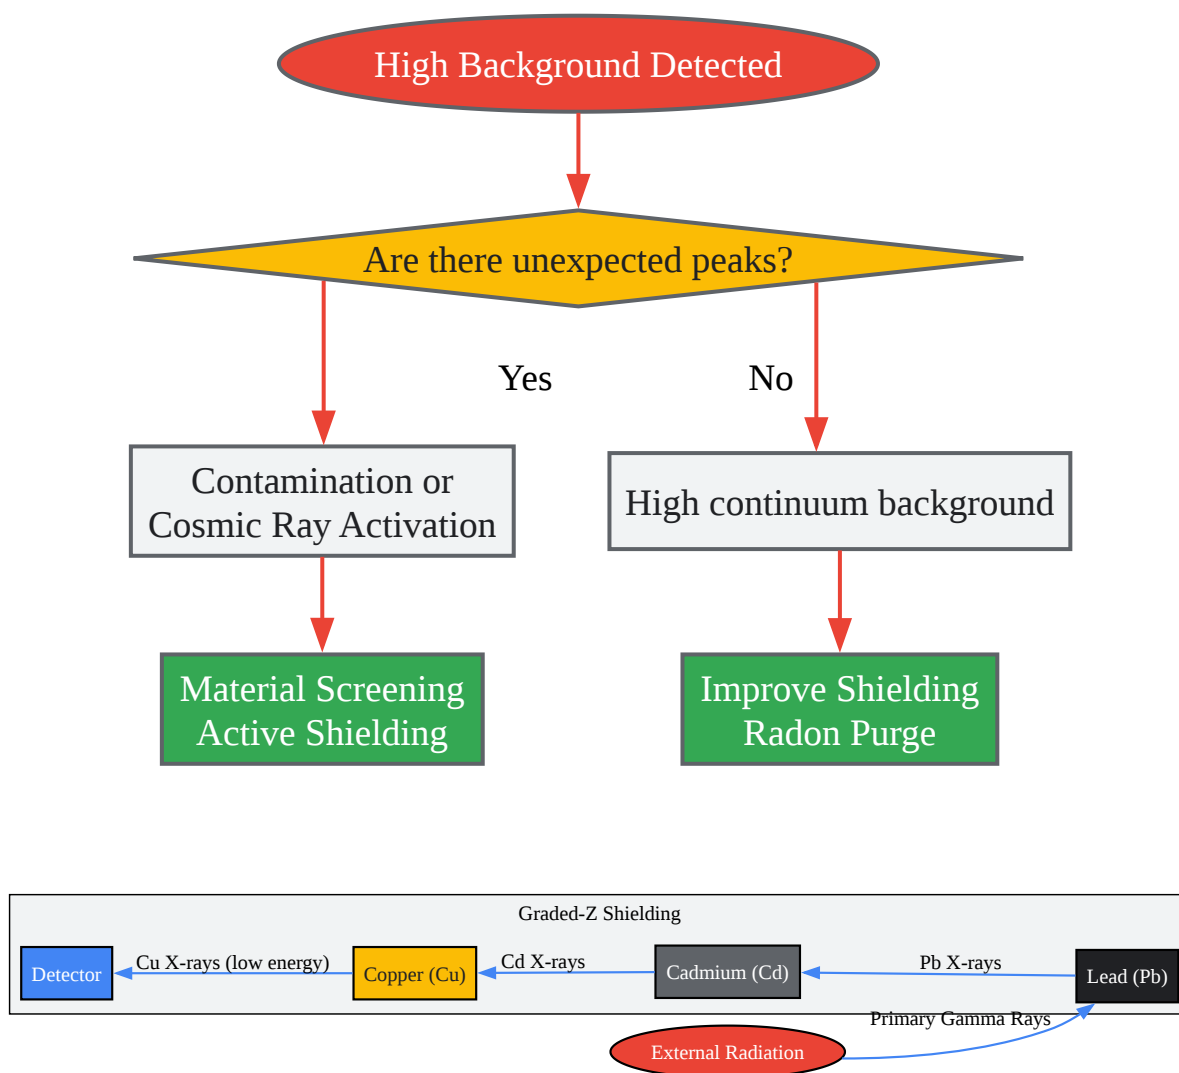 High Background Detected
Are there unexpected peaks?
Yes
No
Contamination or
Cosmic Ray Activation
High continuum background
Material Screening
Active Shielding
Improve Shielding
Radon Purge
Graded-Z Shielding
Detector
Cu X-rays (low energy)
Copper (Cu)
Cd X-rays
Cadmium (Cd)
Pb X-rays
Lead (Pb)
Primary Gamma Rays
External Radiation